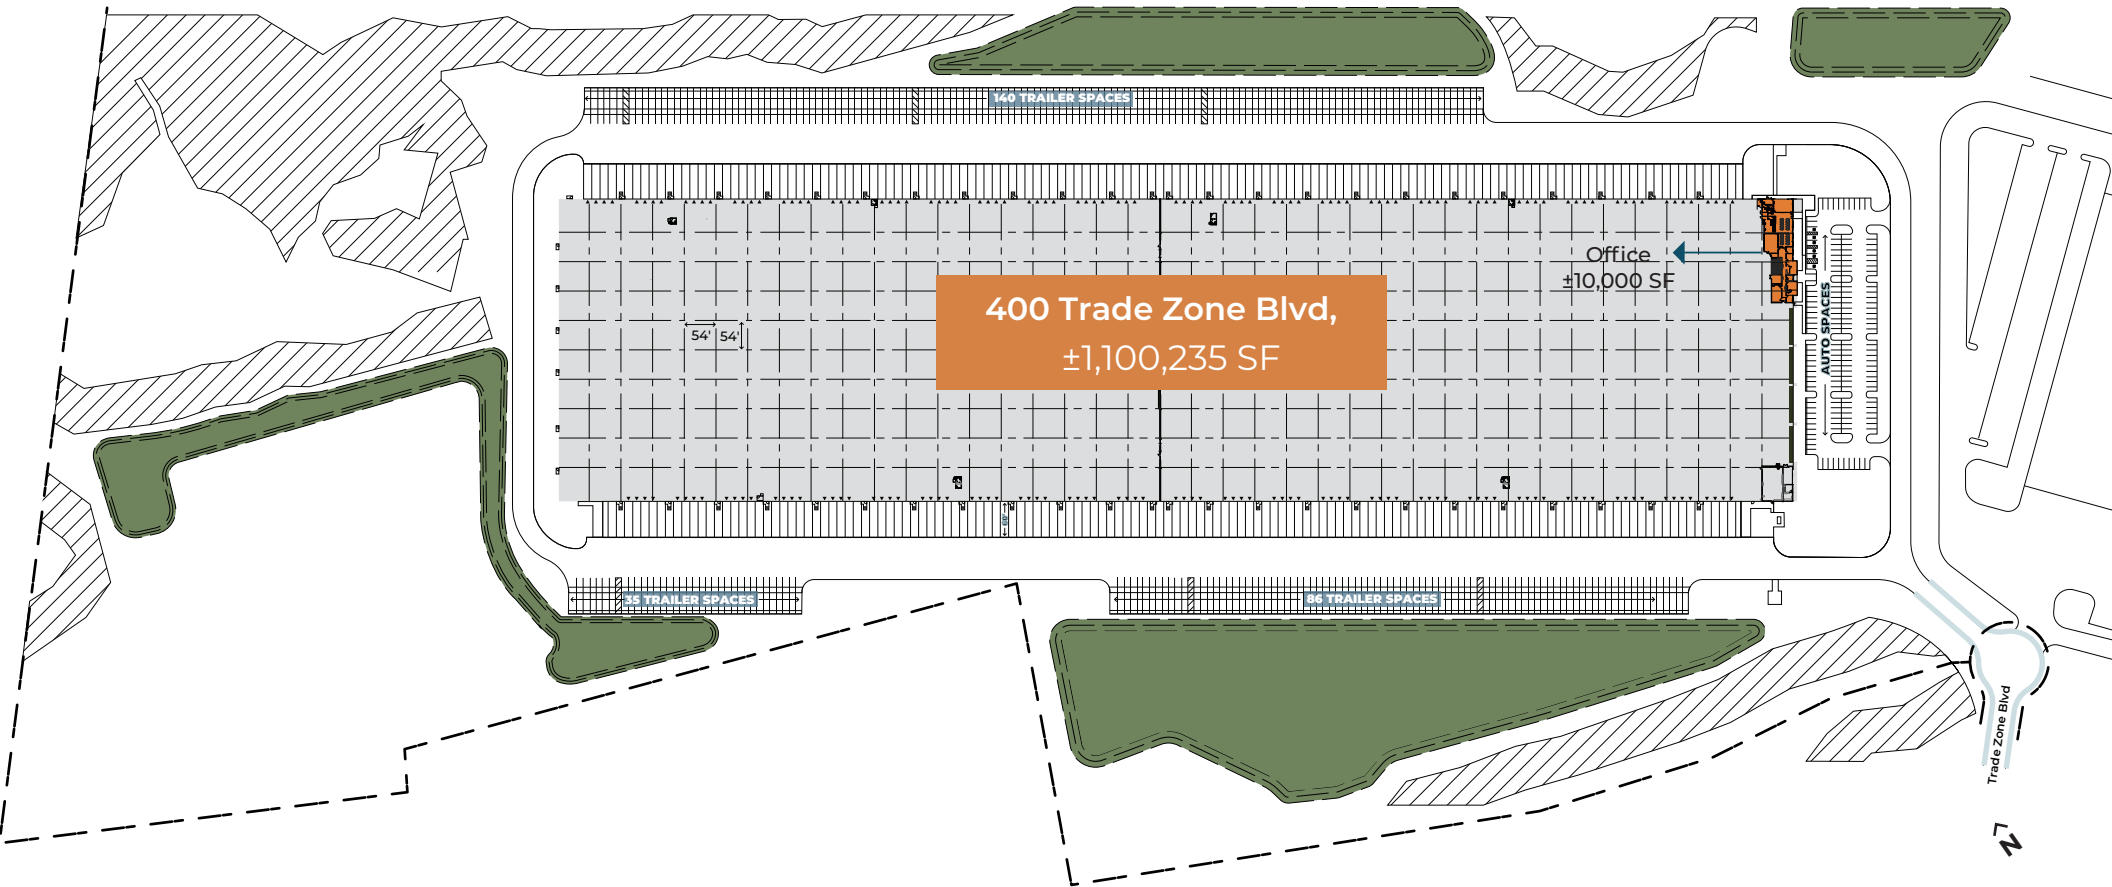 140 TRAILER SPACES
Office
±10,000 SF
400 Trade Zone Blvd,
±1,100,235 SF
54' 54'
AUTO SPACES
60'
35 TRAILER SPACES
86 TRAILER SPACES
Trade Zone Blvd
N